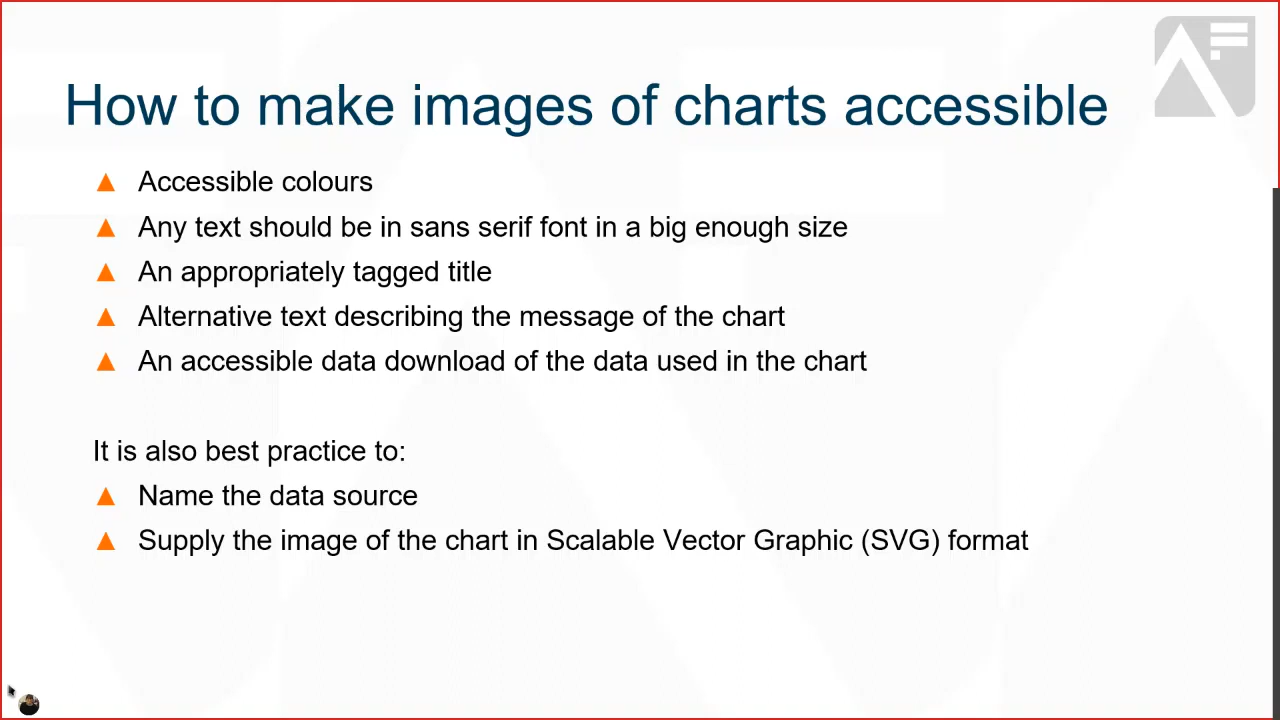 How to make images of charts accessible
Accessible colours
Any text should be in sans serif font in a big enough size
An appropriately tagged title
Alternative text describing the message of the chart
An accessible data download of the data used in the chart
It is also best practice to:
Name the data source
Supply the image of the chart in Scalable Vector Graphic (SVG) format